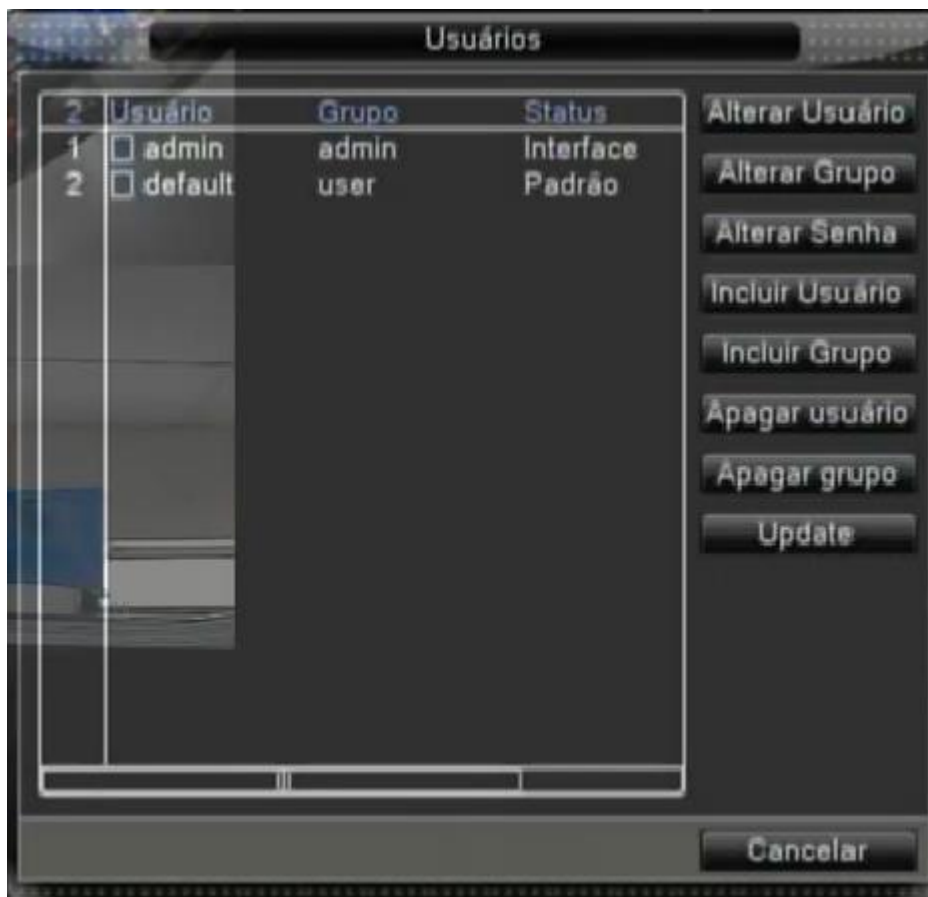 Usuários
2 Usuário Grupo Status
1 admin admin Interface
2 default user Padrão
Alterar Usuário
Alterar Grupo
Alterar Senha
Incluir Usuário
Incluir Grupo
Apagar usuário
Apagar grupo
Update
Cancelar